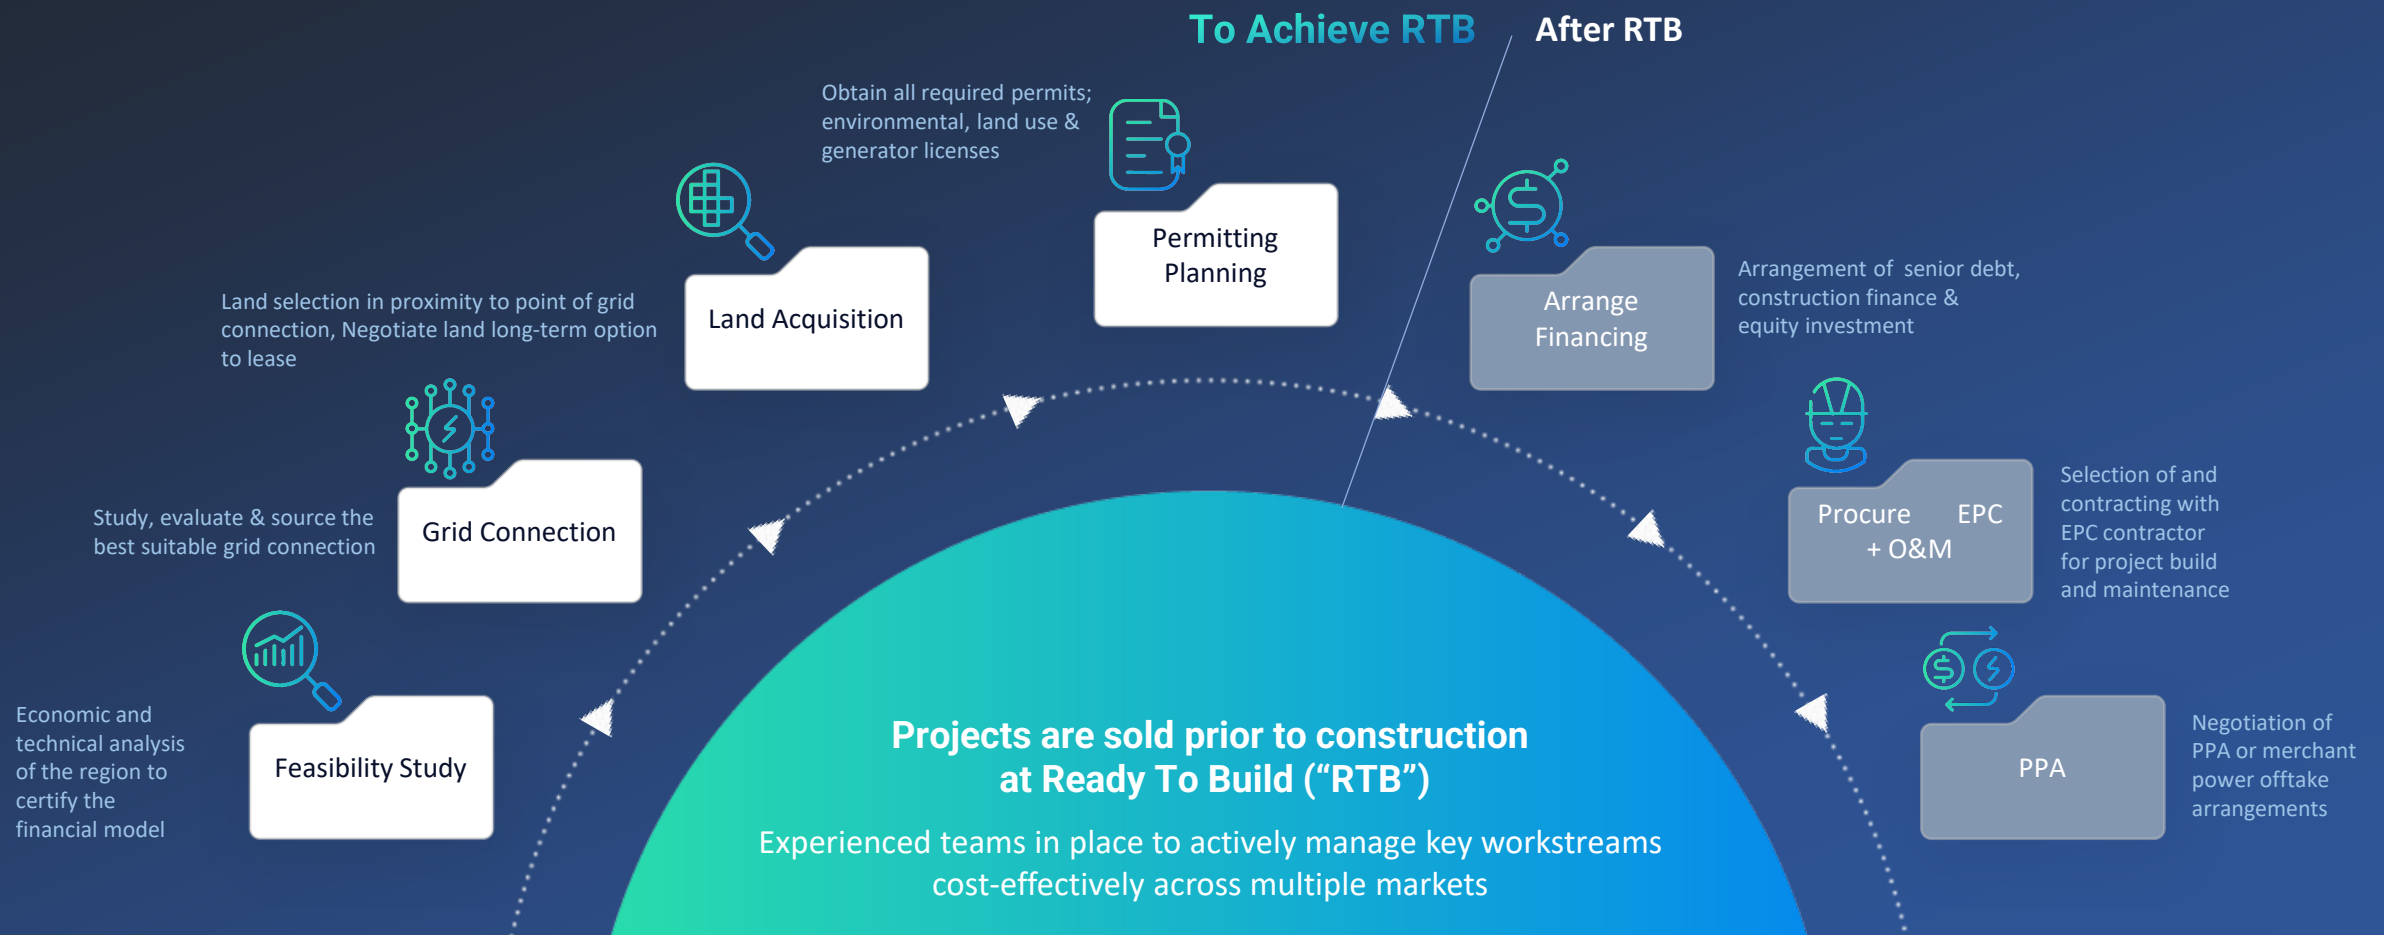 To Achieve RTB
After RTB
Economic and
technical analysis
of the region to
certify the
financial model
Feasibility Study
Study, evaluate & source the
best suitable grid connection
Grid Connection
Land selection in proximity to point of grid
connection, Negotiate land long-term option
to lease
Land Acquisition
Obtain all required permits;
environmental, land use &
generator licenses
Permitting
Planning
Arrange
Financing
Arrangement of senior debt,
construction finance &
equity investment
Procure EPC
+ O&M
Selection of and
contracting with
EPC contractor
for project build
and maintenance
PPA
Negotiation of
PPA or merchant
power offtake
arrangements
Projects are sold prior to construction
at Ready To Build (“RTB”)
Experienced teams in place to actively manage key workstreams
cost-effectively across multiple markets